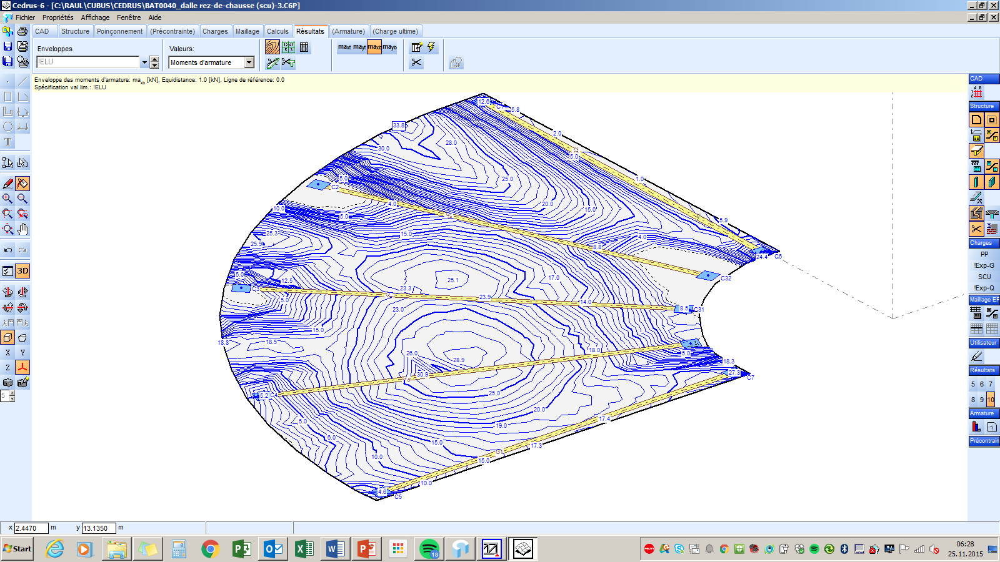 Cedrus-6 - [C:\RAUL\CUBUS\CEDRUS\BAT0040_dalle rez-de-chausse (scu)-3.C6P]
Fichier Propriétés Affichage Fenêtre Aide
CAD Structure Poinçonnement (Précontrainte) Charges Maillage Calculs Résultats (Armature) (Charge ultime)
Enveloppes Valeurs:
!ELU Moments d'armature
maxt mayt maxb mayb
Enveloppe des moments d'armature: maxb [kN], Equidistance: 1.0 [kN], Ligne de référence: 0.0
Spécification val.lim.: !ELU
CAD
Structure
Charges
PP
!Exp-G
SCU
!Exp-Q
Maillage EF
Utilisateur
Résultats
5 6 7
8 9 10
Armature
Précontrain
T
3D
X Y
Z
5
12.6 5.8
33.8 2.0
30.0 28.0
5.0
5.0 25.0 1.0
C2
4.0 20.0 15.0
10.0 5.0 5.9
25.3 15.0 4.0
25.9 8.8 24.4 C6
5.0 12.5 25.1 17.0 C32
C3 23.3
5.0 23.9 14.0 8.5 C31
23.0
15.0
18.8 18.5 26.0 28.9 18.0 5.0
30.9 18.3
27.3 C7
5.2 C4 25.0
5.0 20.0 17.4
6.0 19.0
15.0 17.3
10.0 G1
15.0
10.0
4.6 C5
x 2.4470 m y 13.1350 m
Start
18
06:28
25.11.2015